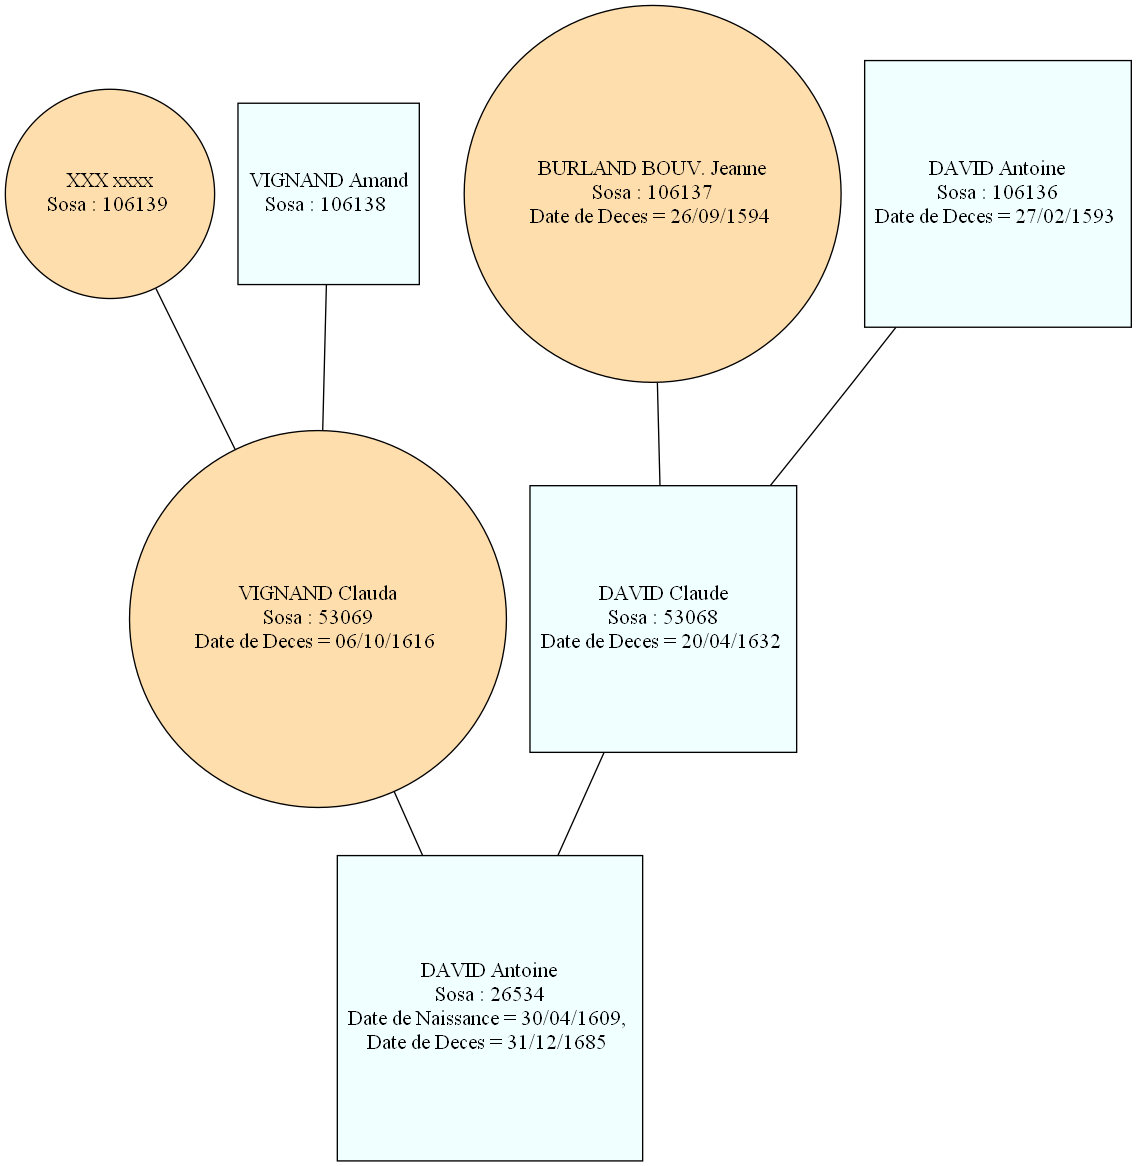 XXX xxxx
Sosa : 106139
VIGNAND Amand
Sosa : 106138
BURLAND BOUV. Jeanne
Sosa : 106137
Date de Deces = 26/09/1594
DAVID Antoine
Sosa : 106136
Date de Deces = 27/02/1593
VIGNAND Clauda
Sosa : 53069
Date de Deces = 06/10/1616
DAVID Claude
Sosa : 53068
Date de Deces = 20/04/1632
DAVID Antoine
Sosa : 26534
Date de Naissance = 30/04/1609,
Date de Deces = 31/12/1685